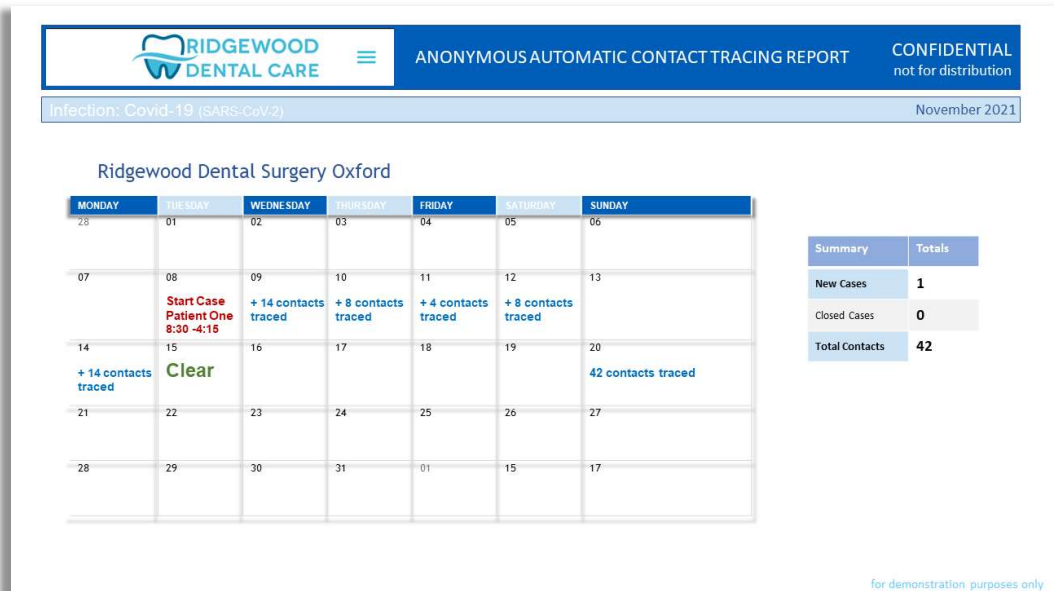 RIDGEWOOD
DENTAL CARE
ANONYMOUS AUTOMATIC CONTACT TRACING REPORT
CONFIDENTIAL
not for distribution
Infection: Covid-19 (SARS-CoV-2)
November 2021
Ridgewood Dental Surgery Oxford
MONDAY TUESDAY WEDNESDAY THURSDAY FRIDAY SATURDAY SUNDAY
28 01 02 03 04 05 06
07 08 09 10 11 12 13
Start Case
Patient One
8:30 -4:15
+ 14 contacts
traced
+ 8 contacts
traced
+ 4 contacts
traced
+ 8 contacts
traced
14 15 16 17 18 19 20
+ 14 contacts
traced
Clear
42 contacts traced
21 22 23 24 25 26 27
28 29 30 31 01 15 17
Summary Totals
New Cases 1
Closed Cases 0
Total Contacts 42
for demonstration purposes only